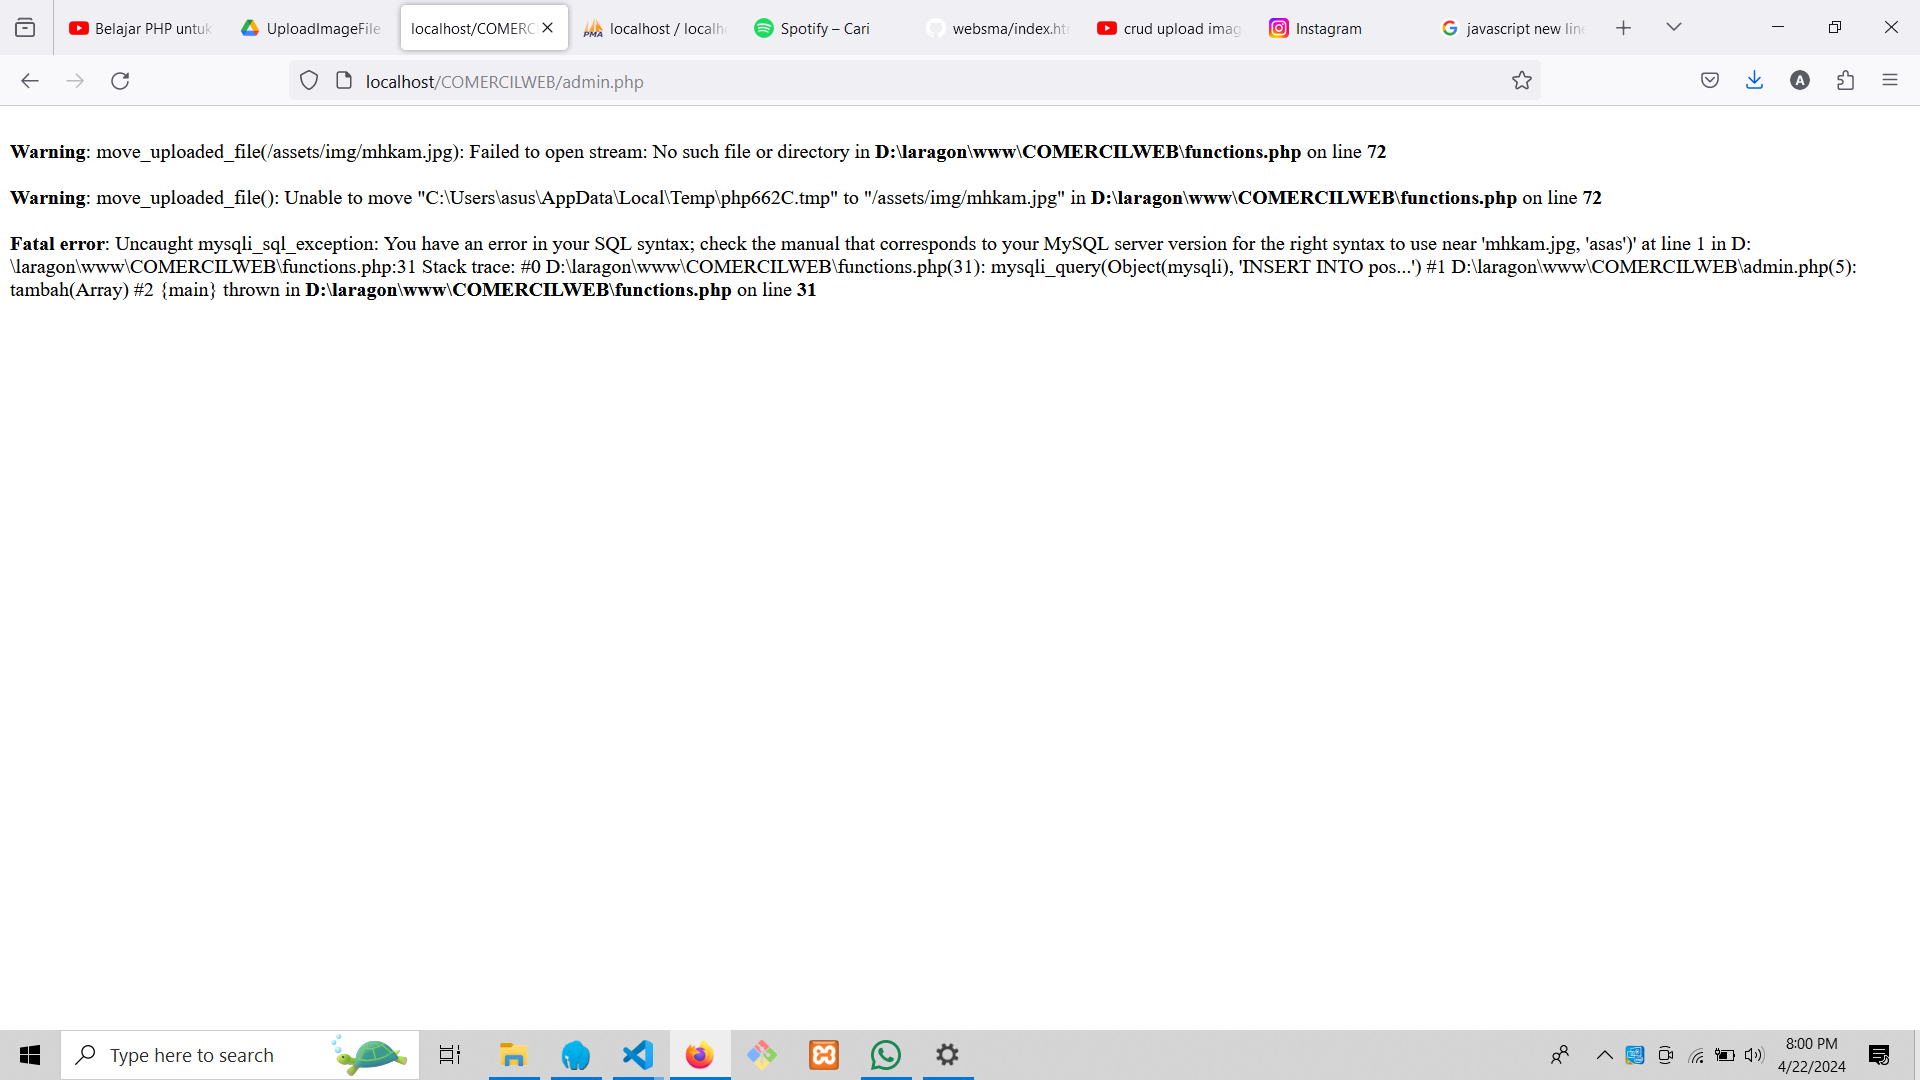 Belajar PHP untuk
UploadImageFile
localhost/COMERC
localhost / localh
Spotify – Cari
websma/index.ht
crud upload imag
Instagram
javascript new line
localhost/COMERCILWEB/admin.php
A
Warning: move_uploaded_file(/assets/img/mhkam.jpg): Failed to open stream: No such file or directory in D:\laragon\www\COMERCILWEB\functions.php on line 72
Warning: move_uploaded_file(): Unable to move "C:\Users\asus\AppData\Local\Temp\php662C.tmp" to "/assets/img/mhkam.jpg" in D:\laragon\www\COMERCILWEB\functions.php on line 72
Fatal error: Uncaught mysqli_sql_exception: You have an error in your SQL syntax; check the manual that corresponds to your MySQL server version for the right syntax to use near 'mhkam.jpg, 'asas')' at line 1 in D:
\laragon\www\COMERCILWEB\functions.php:31 Stack trace: #0 D:\laragon\www\COMERCILWEB\functions.php(31): mysqli_query(Object(mysqli), 'INSERT INTO pos...') #1 D:\laragon\www\COMERCILWEB\admin.php(5):
tambah(Array) #2 {main} thrown in D:\laragon\www\COMERCILWEB\functions.php on line 31
Type here to search
8:00 PM
4/22/2024